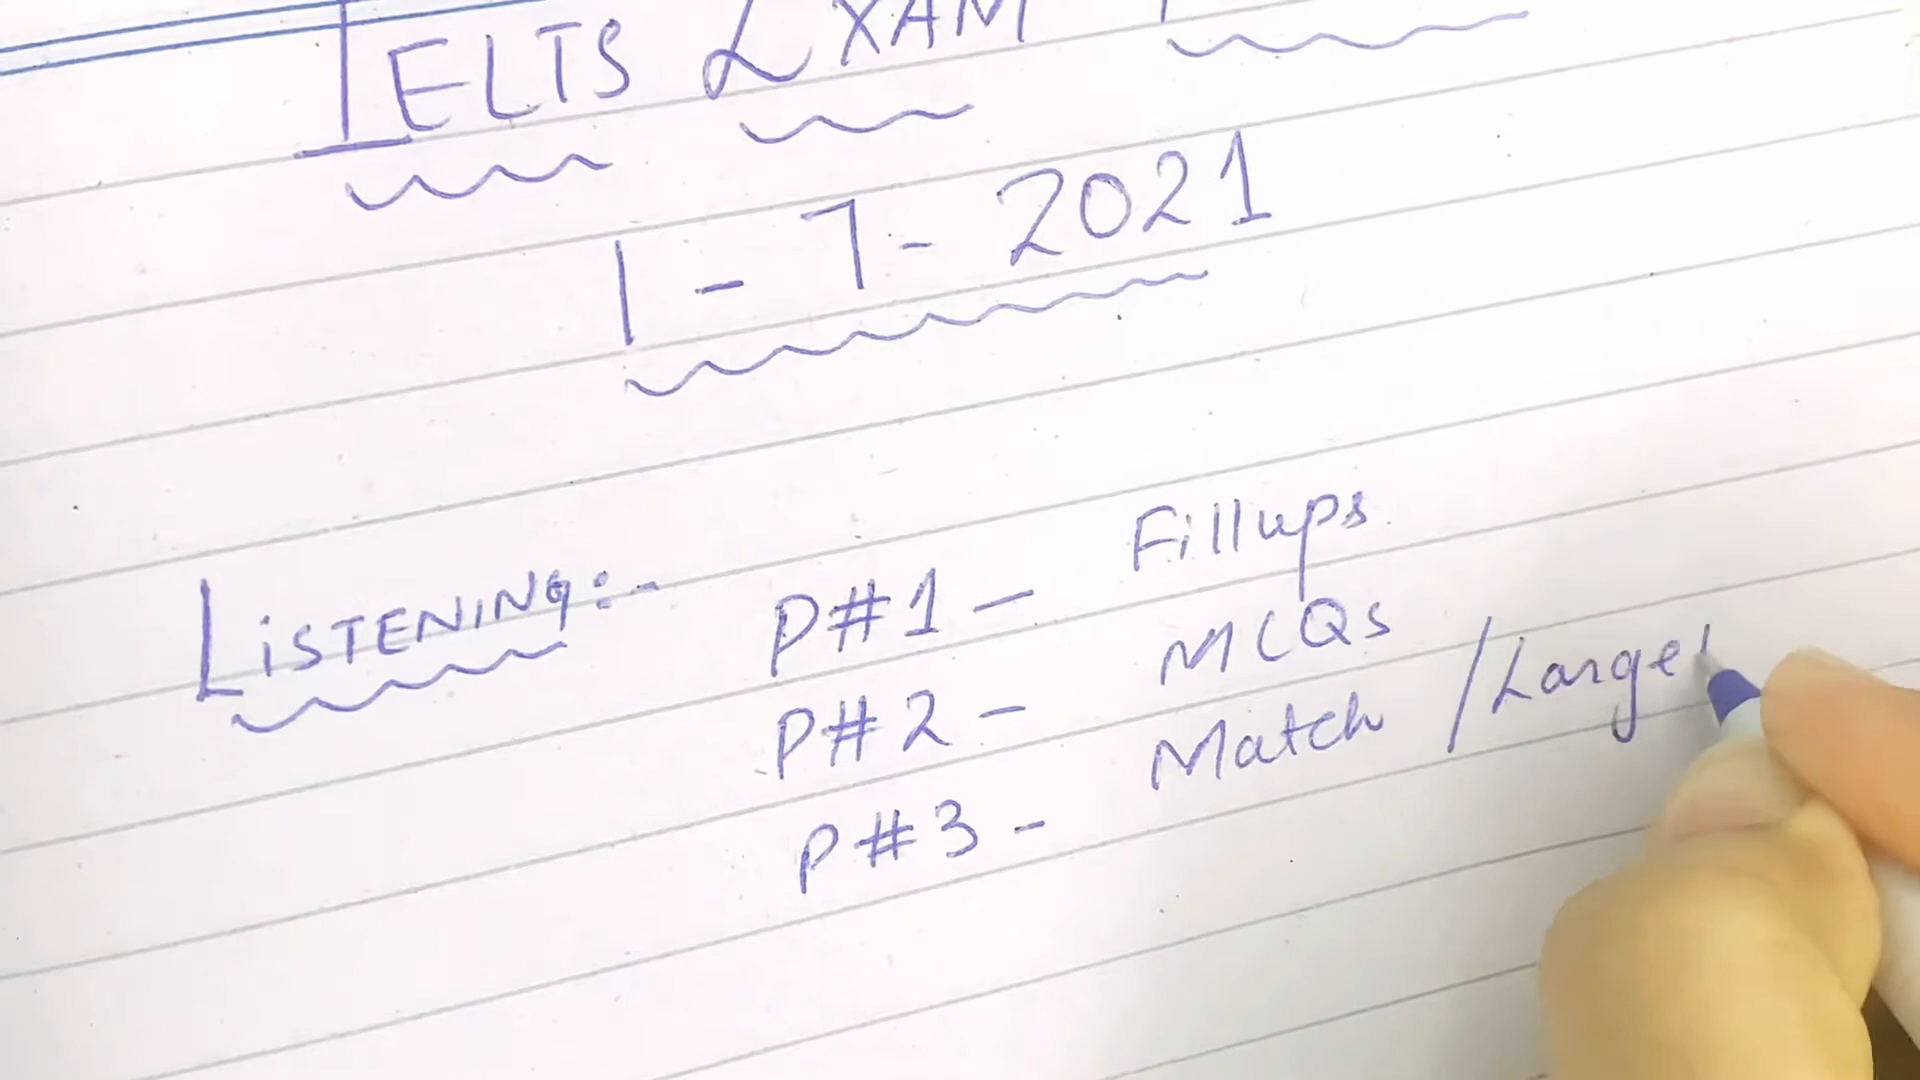 IELTS EXAM
1 - 7 - 2021
LISTENING:- P#1 - Fillups
P#2 - MCQs
P#3 - Match / Large